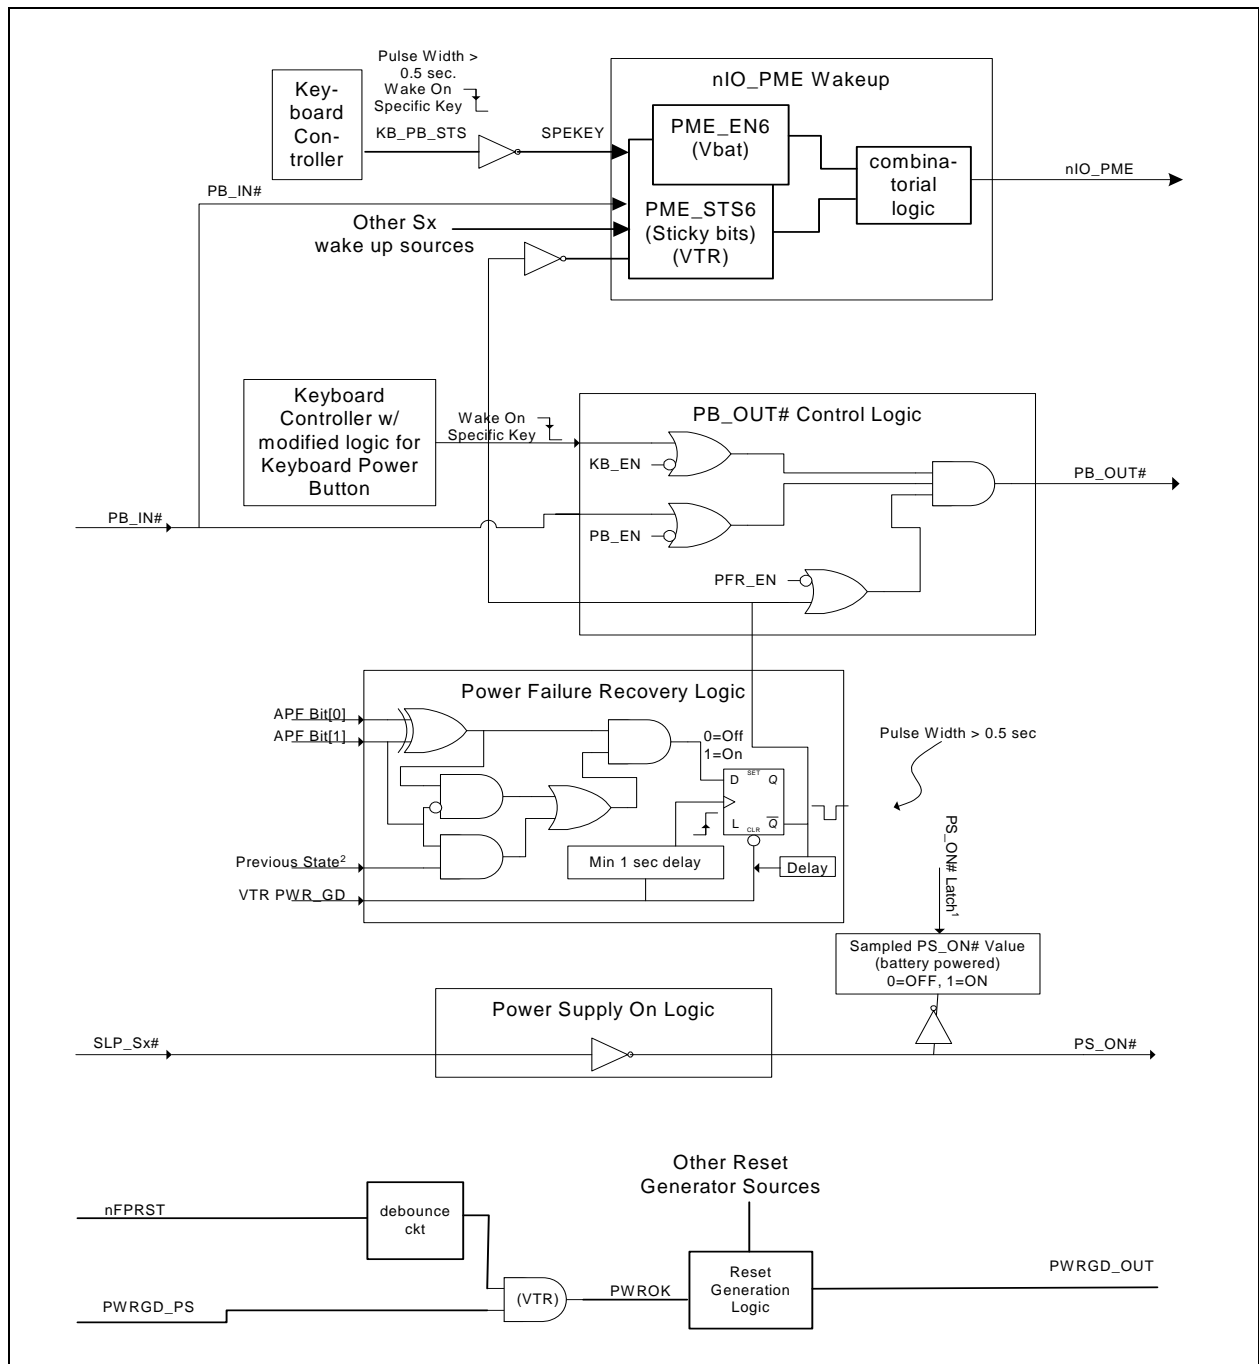 Pulse Width >
0.5 sec.
Wake On
Specific Key
Key-
board
Con-
troller
KB_PB_STS
SPEKEY
nIO_PME Wakeup
PME_EN6
(Vbat)
PME_STS6
(Sticky bits)
(VTR)
combina-
torial
logic
nIO_PME
PB_IN#
Other Sx
wake up sources
Keyboard
Controller w/
modified logic for
Keyboard Power
Button
Wake On
Specific Key
PB_OUT# Control Logic
KB_EN
PB_EN
PFR_EN
PB_OUT#
PB_IN#
Power Failure Recovery Logic
APF Bit[0]
APF Bit[1]
0=Off
1=On
D
SET
Q
L
CLR
Q
Min 1 sec delay
Delay
Previous State2
VTR PWR_GD
Pulse Width > 0.5 sec
PS_ON# Latch1
Sampled PS_ON# Value
(battery powered)
0=OFF, 1=ON
Power Supply On Logic
SLP_Sx#
PS_ON#
Other Reset
Generator Sources
nFPRST
debounce
ckt
PWRGD_PS
(VTR)
PWROK
Reset
Generation
Logic
PWRGD_OUT